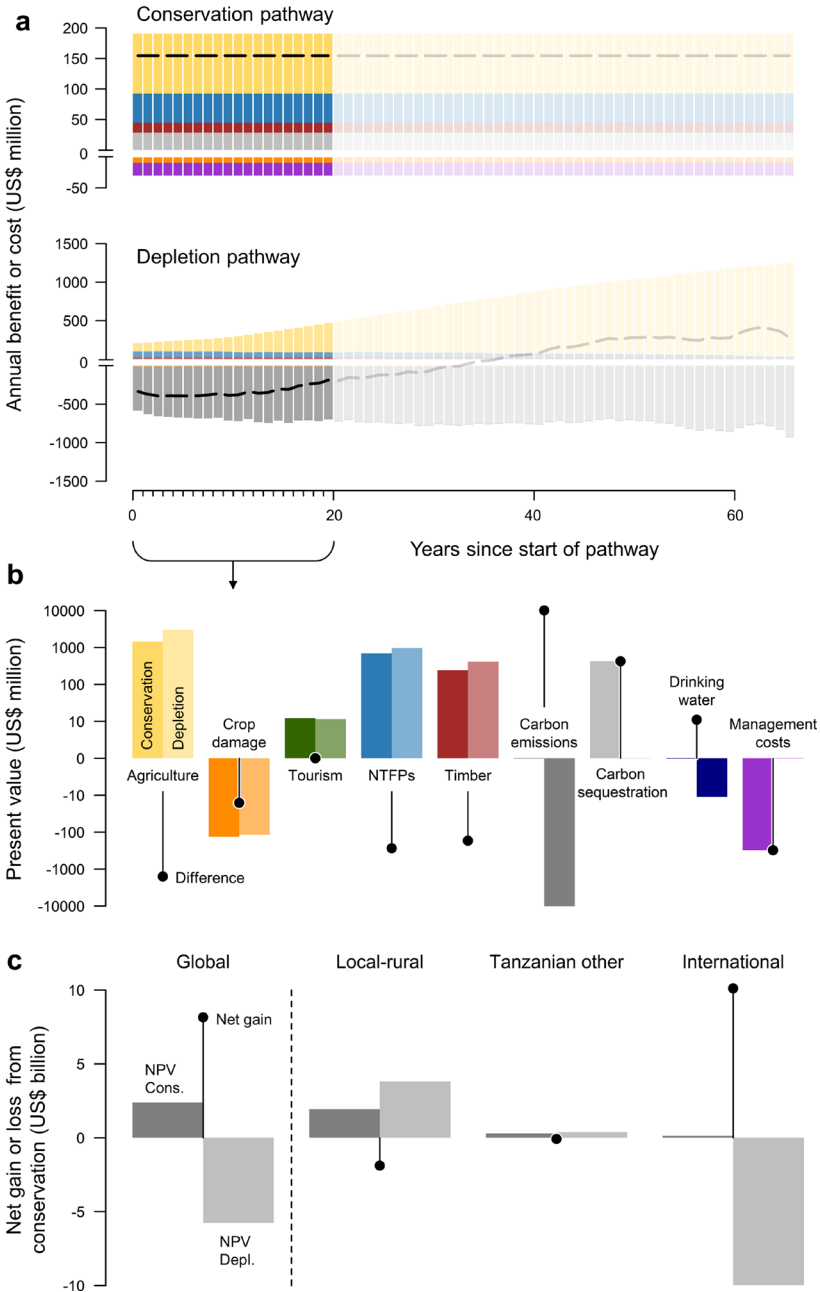 a
Conservation pathway
200
150
100
50
0
-50
Annual benefit or cost (US$ million)
Depletion pathway
1500
1000
500
0
-500
-1000
-1500
0
20
40
60
Years since start of pathway
b
Present value (US$ million)
10000
1000
100
10
0
-10
-100
-1000
-10000
Conservation
Depletion
Agriculture
Difference
Crop
damage
Tourism
NTFPs
Timber
Carbon
emissions
Carbon
sequestration
Drinking
water
Management
costs
c
Net gain or loss from
conservation (US$ billion)
Global
Local-rural
Tanzanian other
International
10
5
0
-5
-10
Net gain
NPV
Cons.
NPV
Depl.